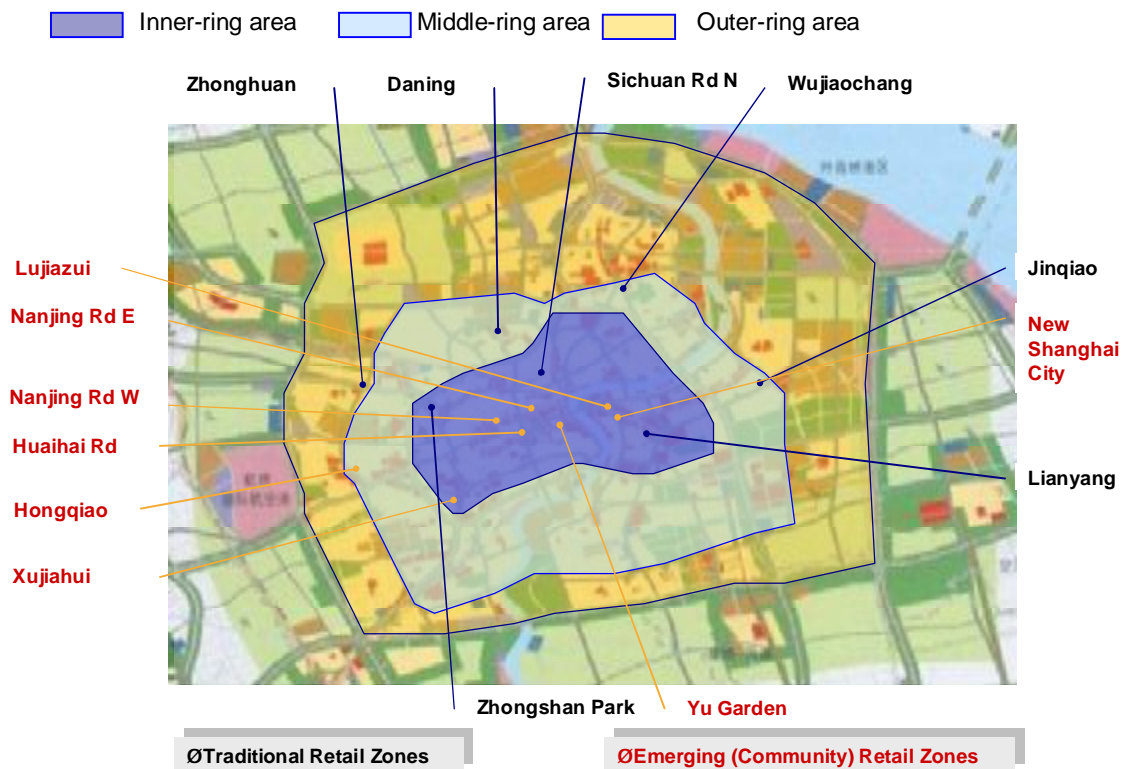 Inner-ring area
Middle-ring area
Outer-ring area
Zhonghuan
Daning
Sichuan Rd N
Wujiaochang
Lujiazui
Nanjing Rd E
Nanjing Rd W
Huaihai Rd
Hongqiao
Xujiahui
Jinqiao
New
Shanghai
City
Lianyang
Zhongshan Park
Yu Garden
ØTraditional Retail Zones
ØEmerging (Community) Retail Zones